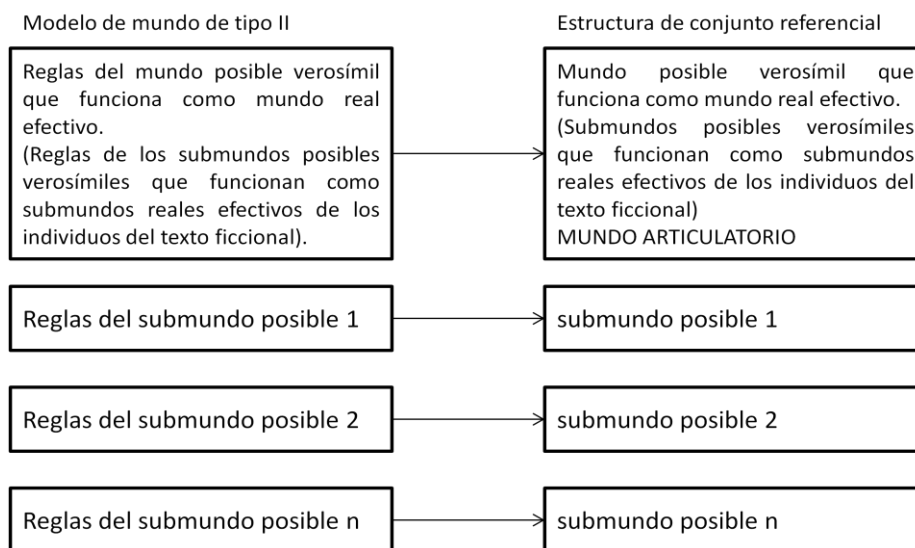 Modelo de mundo de tipo II
Estructura de conjunto referencial
Reglas del mundo posible verosímil
que funciona como mundo real
efectivo.
(Reglas de los submundos posibles
verosímiles que funcionan como
submundos reales efectivos de los
individuos del texto ficcional).
Mundo posible verosímil que
funciona como mundo real efectivo.
(Submundos posibles verosímiles
que funcionan como submundos
reales efectivos de los individuos del
texto ficcional)
MUNDO ARTICULATORIO
Reglas del submundo posible 1
submundo posible 1
Reglas del submundo posible 2
submundo posible 2
Reglas del submundo posible n
submundo posible n